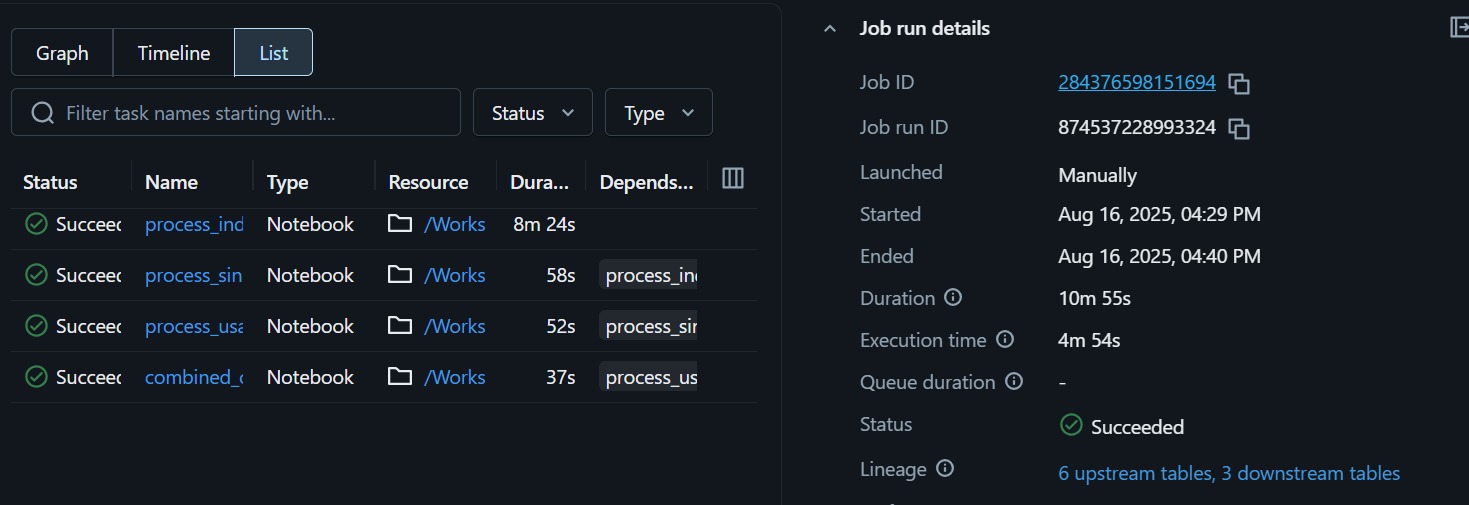 Graph Timeline List
Filter task names starting with... Status Type
Status Name Type Resource Dura... Depends...
Succeec process_ind Notebook /Works 8m 24s
Succeec process_sin Notebook /Works 58s process_in
Succeec process_usa Notebook /Works 52s process_sin
Succeec combined_c Notebook /Works 37s process_us
Job run details
Job ID 284376598151694
Job run ID 874537228993324
Launched Manually
Started Aug 16, 2025, 04:29 PM
Ended Aug 16, 2025, 04:40 PM
Duration 10m 55s
Execution time 4m 54s
Queue duration -
Status Succeeded
Lineage 6 upstream tables, 3 downstream tables